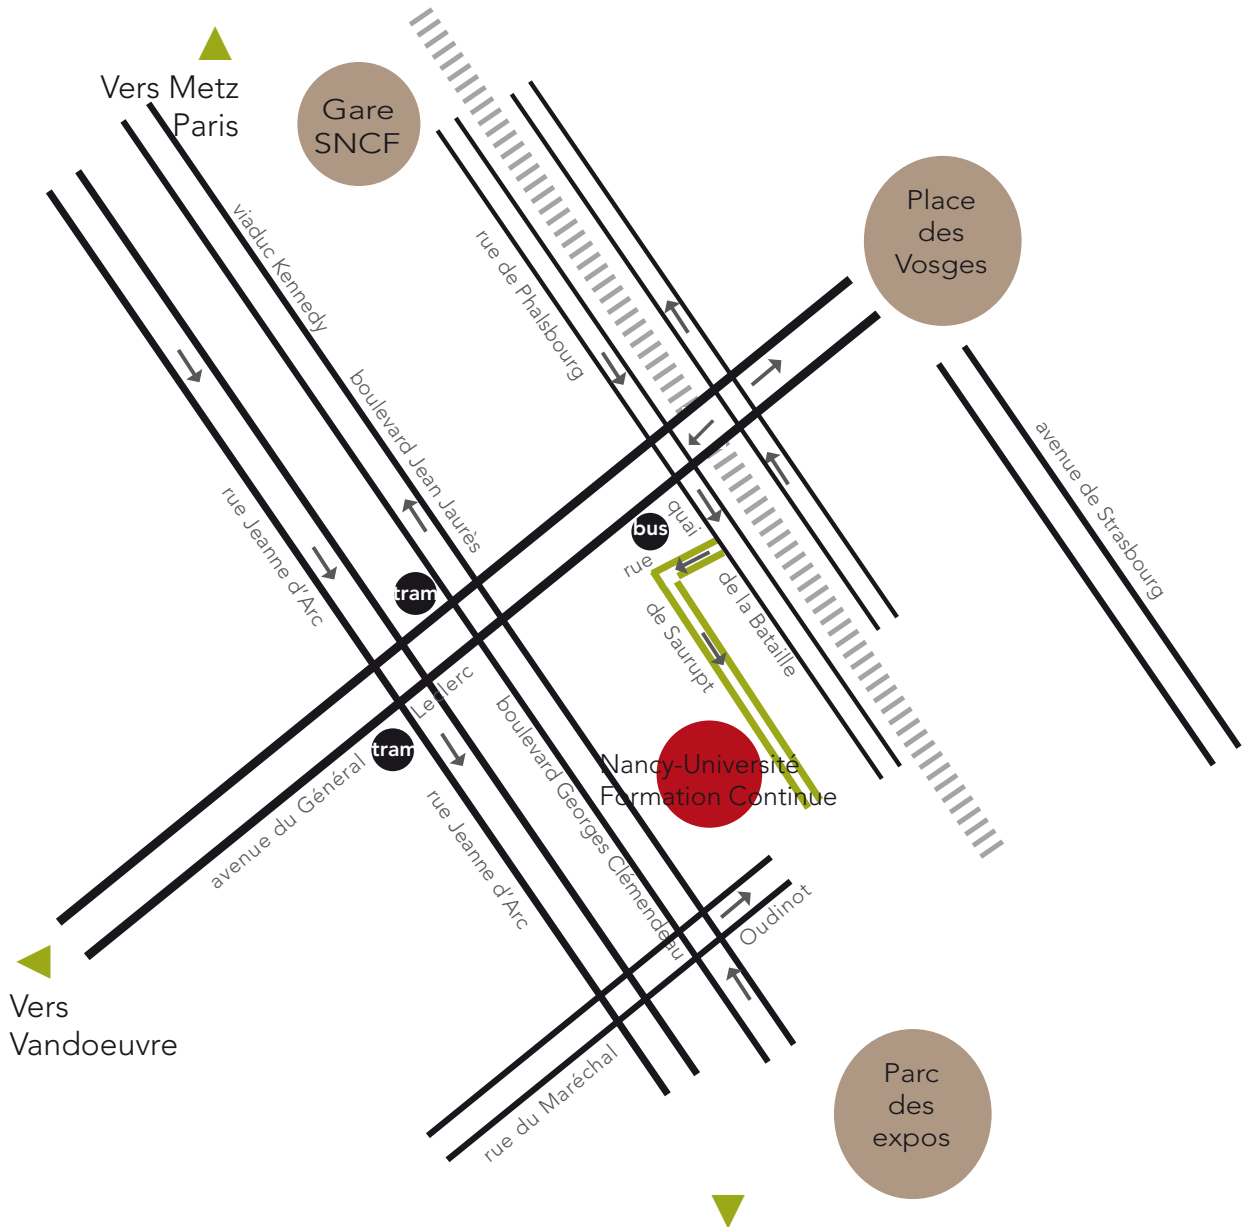 Vers Metz
Paris
Gare
SNCF
Place
des
Vosges
viaduc Kennedy
rue de Phalsbourg
boulevard Jean Jaurès
avenue de Strasbourg
rue Jeanne d'Arc
quai
bus
rue
de la Bataille
tram
de Saurupt
Leclerc
tram
avenue du Général
boulevard Georges Clémendeau
Nancy-Université
Formation Continue
rue Jeanne d'Arc
Oudinot
Vers
Vandoeuvre
rue du Maréchal
Parc
des
expos